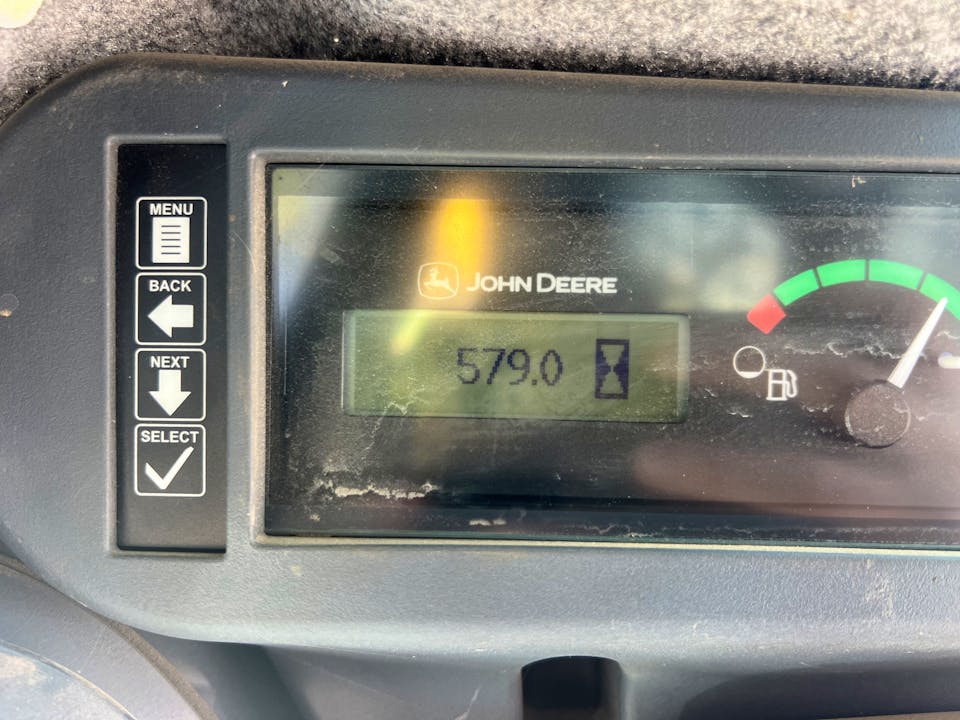 MENU
BACK
NEXT
SELECT
JOHN DEERE
579.0